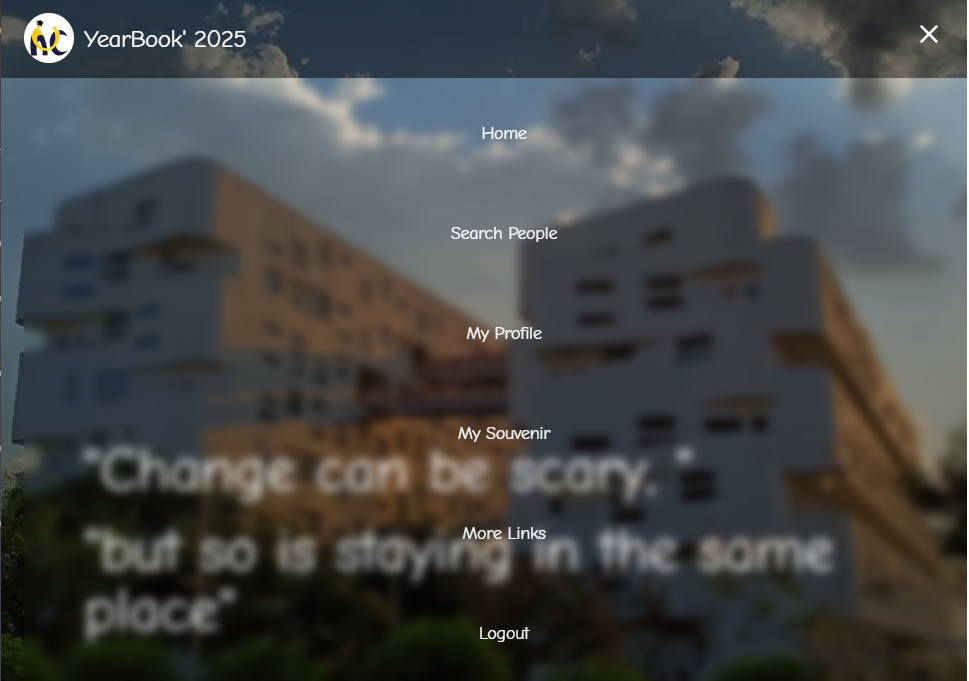 YearBook' 2025
Home
Search People
My Profile
My Souvenir
"Change can be scary. "
More Links
"but so is staying in the same
place"
Logout